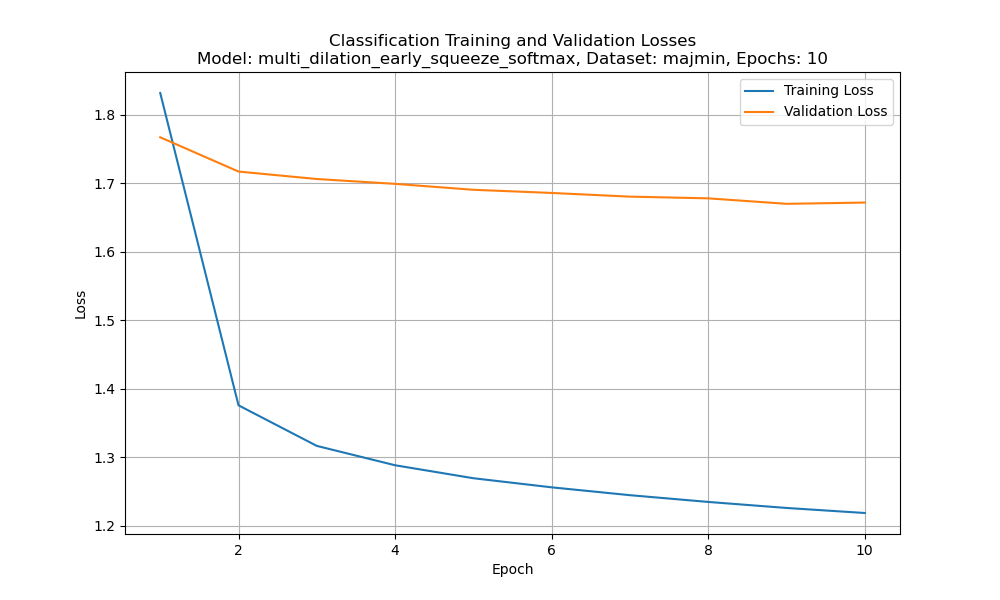 Classification Training and Validation Losses
Model: multi_dilation_early_squeeze_softmax, Dataset: majmin, Epochs: 10
Training Loss
Validation Loss
1.8
1.7
1.6
1.5
1.4
1.3
1.2
Loss
2 4 6 8 10
Epoch